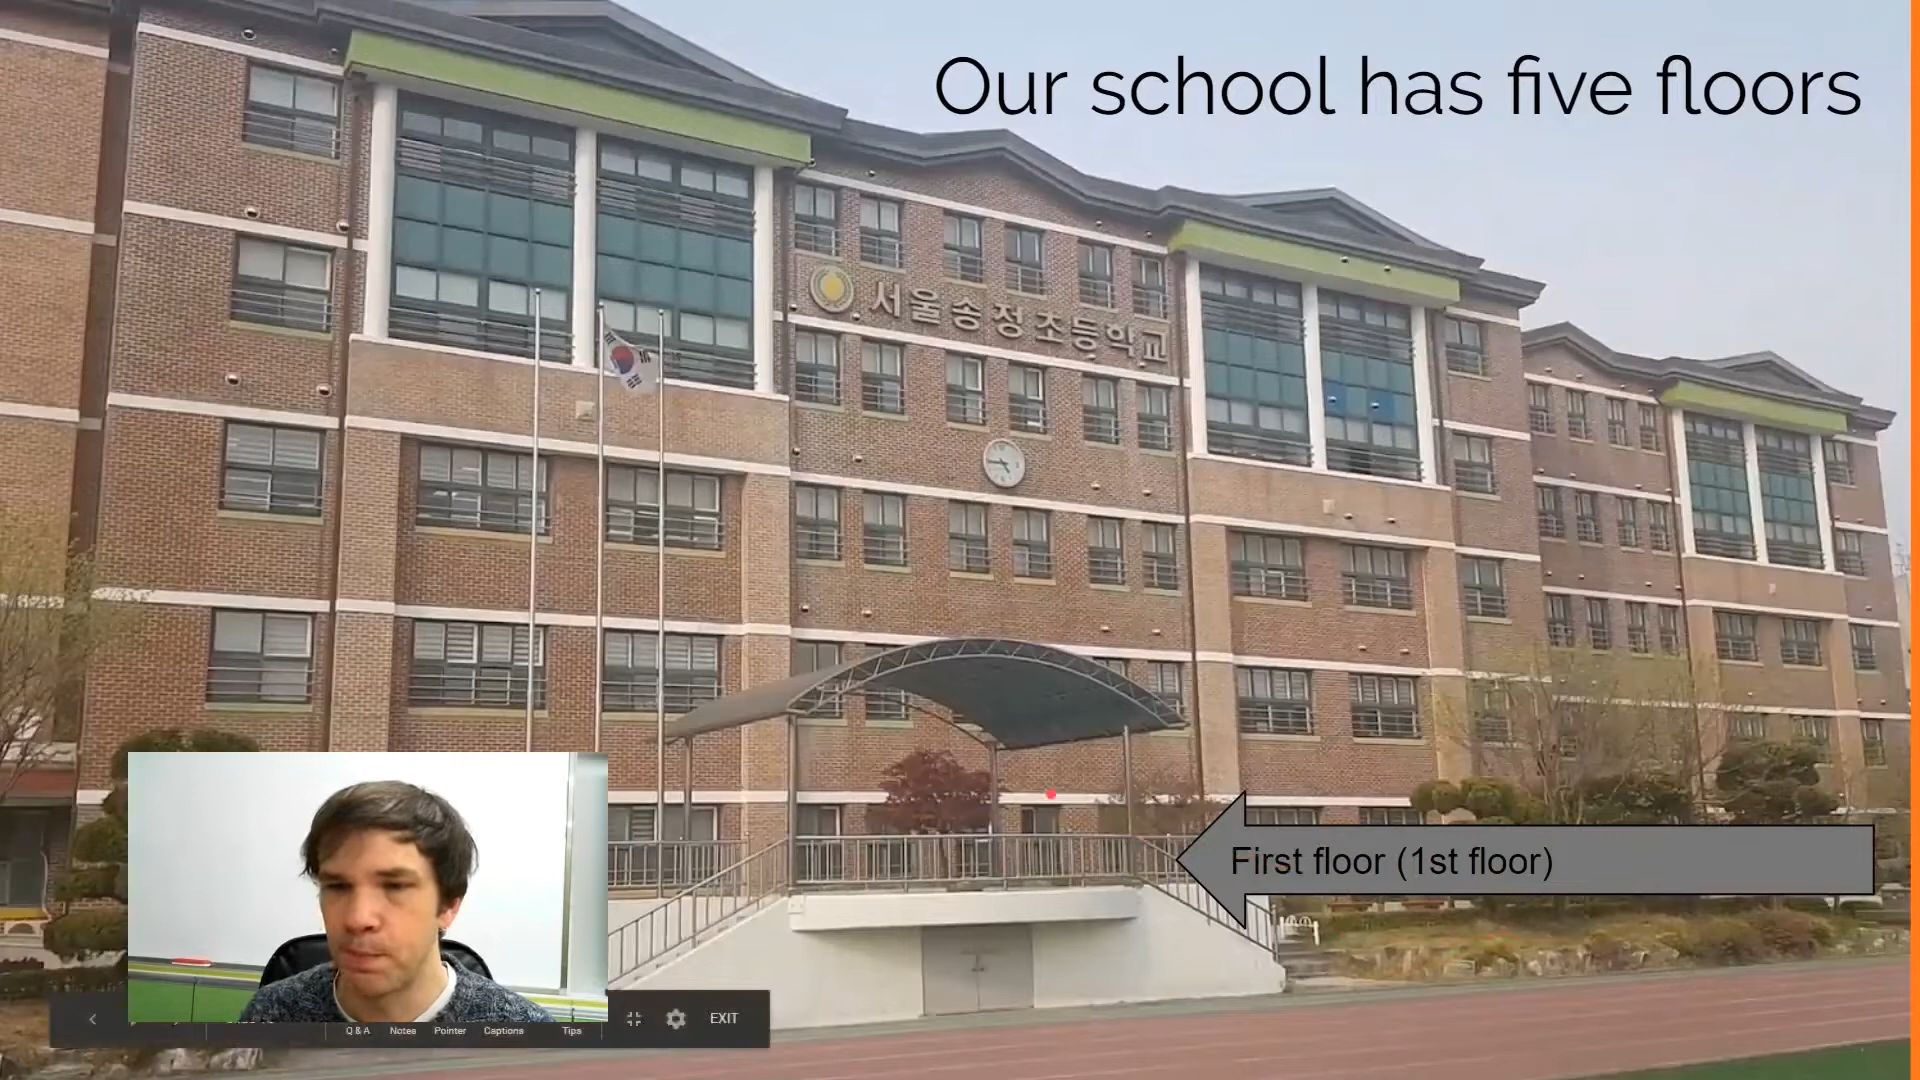 Our school has five floors
서울송정초등학교
First floor (1st floor)
Q & A Notes Pointer Captions Tips
EXIT